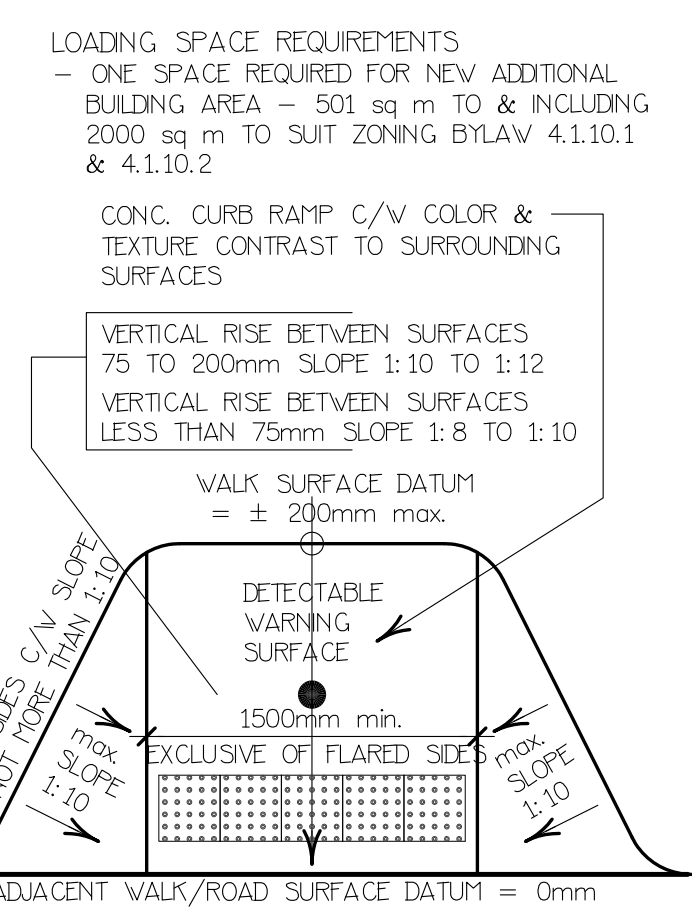 LOADING SPACE REQUIREMENTS
- ONE SPACE REQUIRED FOR NEW ADDITIONAL
BUILDING AREA - 501 sq m TO & INCLUDING
2000 sq m TO SUIT ZONING BYLAW 4.1.10.1
& 4.1.10.2
CONC. CURB RAMP C/W COLOR &
TEXTURE CONTRAST TO SURROUNDING
SURFACES
VERTICAL RISE BETWEEN SURFACES
75 TO 200mm SLOPE 1:10 TO 1:12
VERTICAL RISE BETWEEN SURFACES
LESS THAN 75mm SLOPE 1:8 TO 1:10
WALK SURFACE DATUM
= ± 200mm max.
SIDES C/W SLOPE
NOT MORE THAN 1:10
DETECTABLE
WARNING
SURFACE
1500mm min.
EXCLUSIVE OF FLARED SIDES
max.
SLOPE
1:10
max.
SLOPE
1:10
ADJACENT WALK/ROAD SURFACE DATUM = 0mm